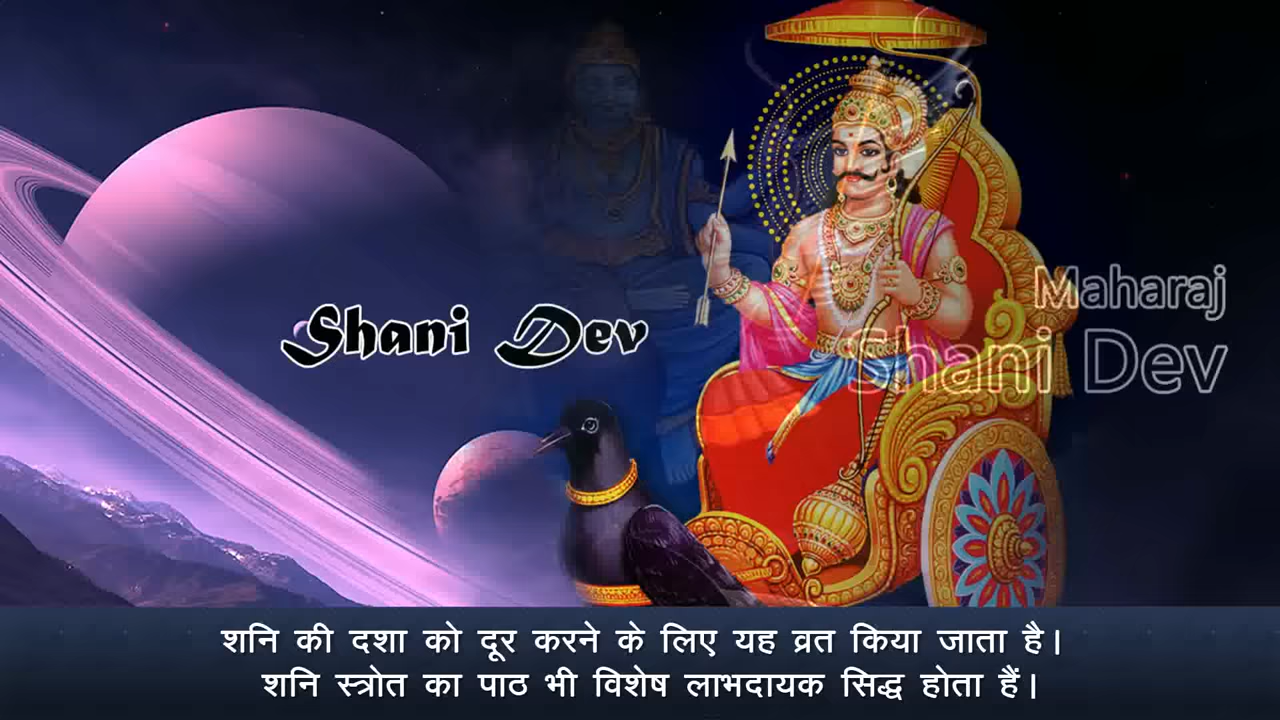 Shani Dev
Maharaj
Shani Dev
शनि की दशा को दूर करने के लिए यह व्रत किया जाता है।
शनि स्त्रोत का पाठ भी विशेष लाभदायक सिद्ध होता हैं।